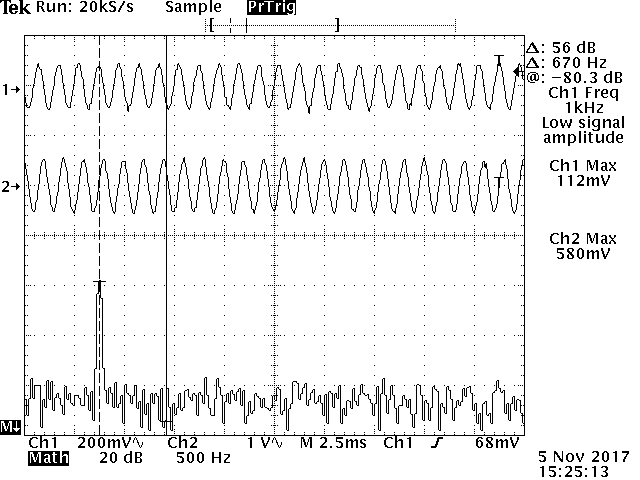 Tek Run: 20kS/s Sample PrTrig
Δ: 56 dB
Δ: 670 Hz
@: −80.3 dB
Ch1 Freq
1kHz
Low signal
amplitude
1→
T
Ch1 Max
112mV
2→
T
Ch2 Max
580mV
T
M↓
Ch1 200mV∿ Ch2 1 V∿ M 2.5ms Ch1 ƒ 68mV
Math 20 dB 500 Hz
5 Nov 2017
15:25:13